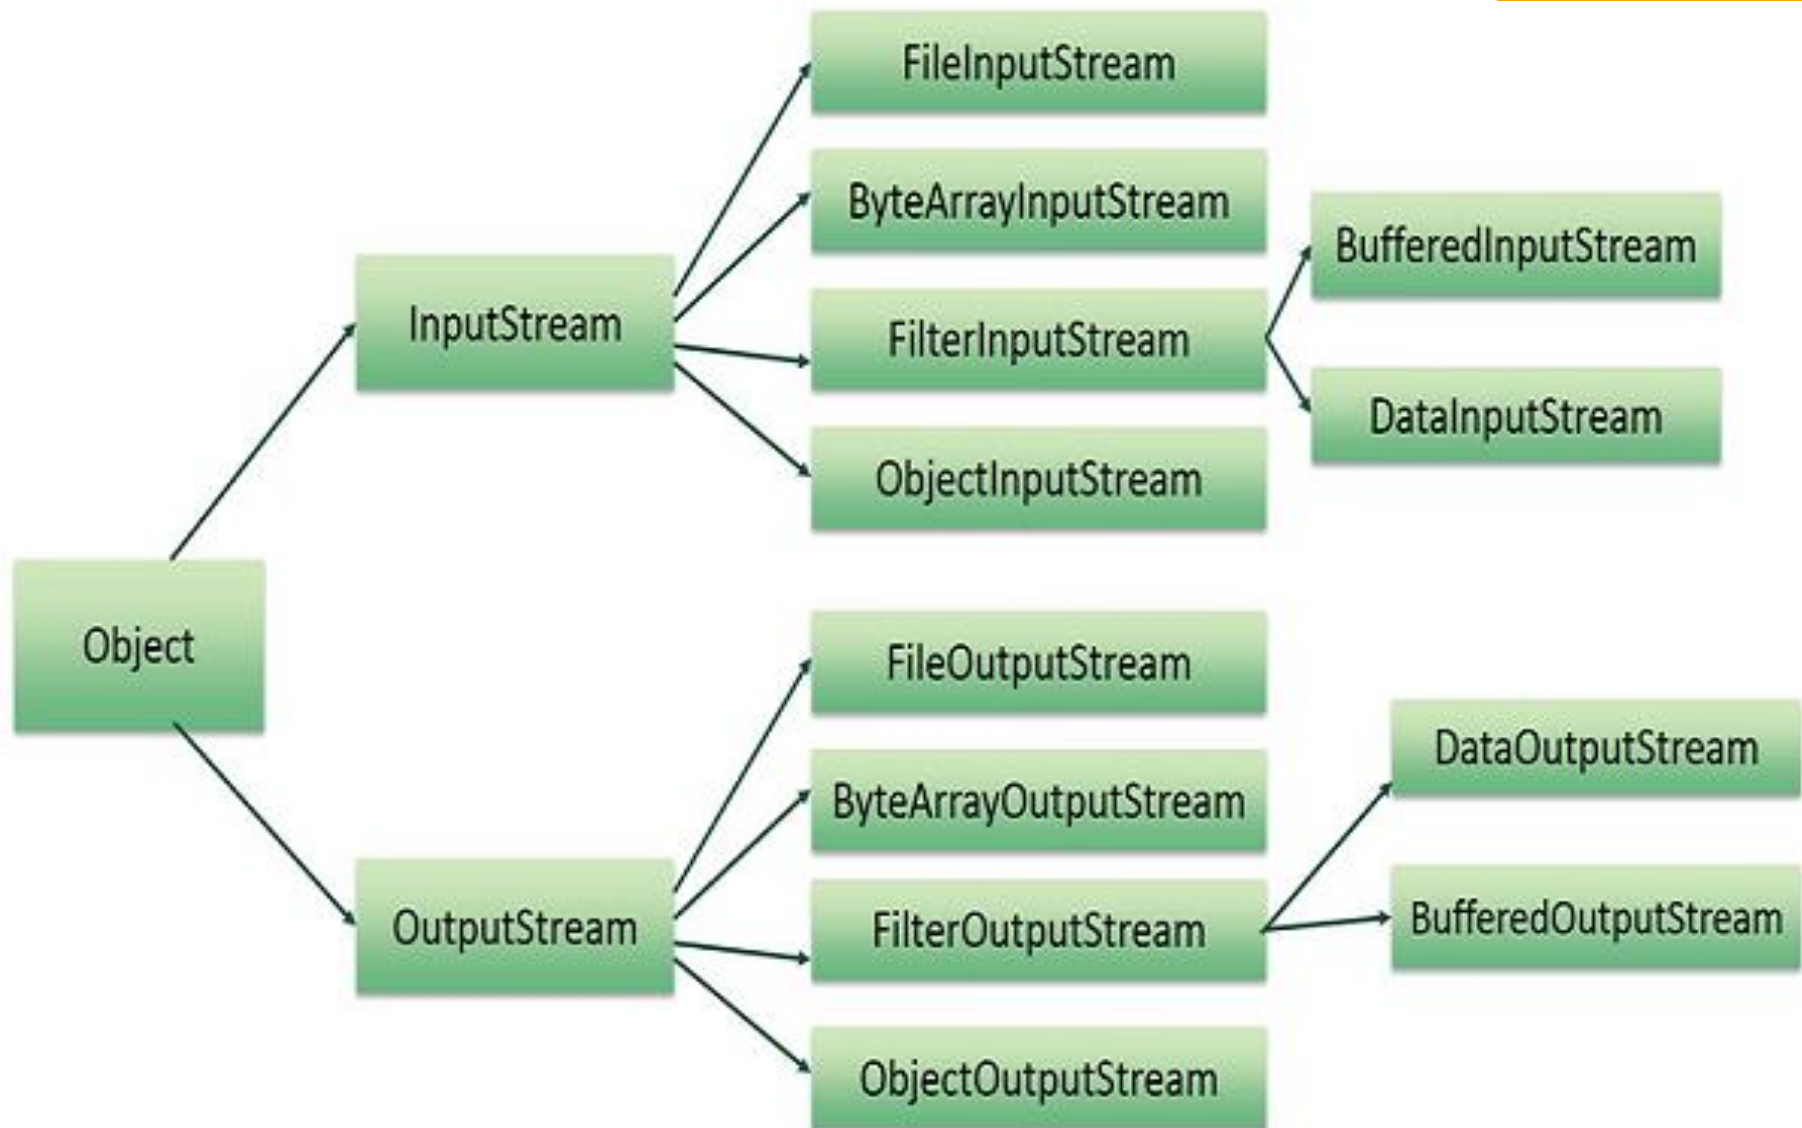 FileInputStream
ByteArrayInputStream
BufferedInputStream
InputStream
FilterInputStream
DataInputStream
ObjectInputStream
Object
FileOutputStream
DataOutputStream
ByteArrayOutputStream
OutputStream
FilterOutputStream
BufferedOutputStream
ObjectOutputStream